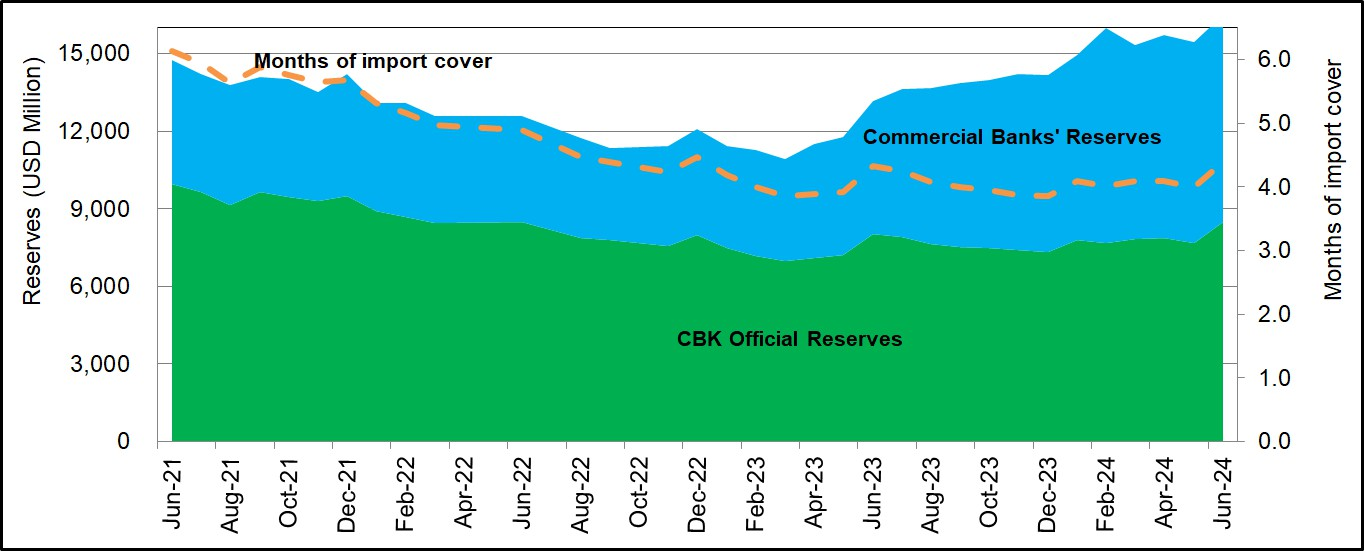 Reserves (USD Million)
15,000
12,000
9,000
6,000
3,000
0
Months of import cover
Commercial Banks' Reserves
CBK Official Reserves
6.0
5.0
4.0
3.0
2.0
1.0
0.0
Months of import cover
Jun-21
Aug-21
Oct-21
Dec-21
Feb-22
Apr-22
Jun-22
Aug-22
Oct-22
Dec-22
Feb-23
Apr-23
Jun-23
Aug-23
Oct-23
Dec-23
Feb-24
Apr-24
Jun-24